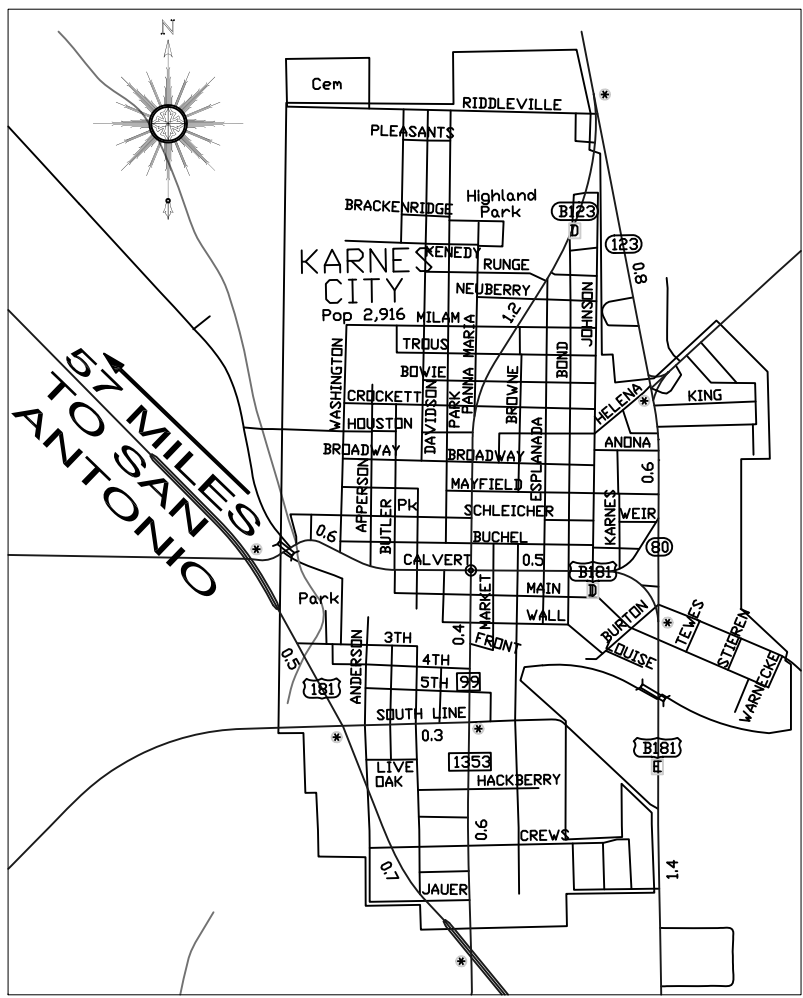 N
Cem
RIDDLEVILLE
*
PLEASANTS
BRACKENRIDGE
Highland
Park
B123
D
123
KENEDY
KARNES
CITY
Pop 2,916
RUNGE
0.8
NEUBERRY
1.2
MILAM
JOHNSON
TROUS
PANNA MARIA
WASHINGTON
BOND
BOWIE
BROWNE
PARK
CROCKETT
DAVIDSON
HELENA
*
KING
HOUSTON
57 MILES
TO SAN
ANTONIO
BROADWAY
BROADWAY
ANONA
ESPLANADA
0.6
MAYFIELD
APPERSON
BUTLER
Pk
SCHLEICHER
KARNES
WEIR
0.6
BUCHEL
*
80
CALVERT
0.5
B181
D
MAIN
Park
MARKET
WALL
BURTON
*
TEWES
STIEREN
3TH
0.4
FRONT
LOUISE
ANDERSON
0.5
4TH
WARNECKE
181
5TH
99
SOUTH LINE
*
0.3
*
B181
E
1353
LIVE
OAK
HACKBERRY
0.6
CREWS
0.7
1.4
JAUER
*